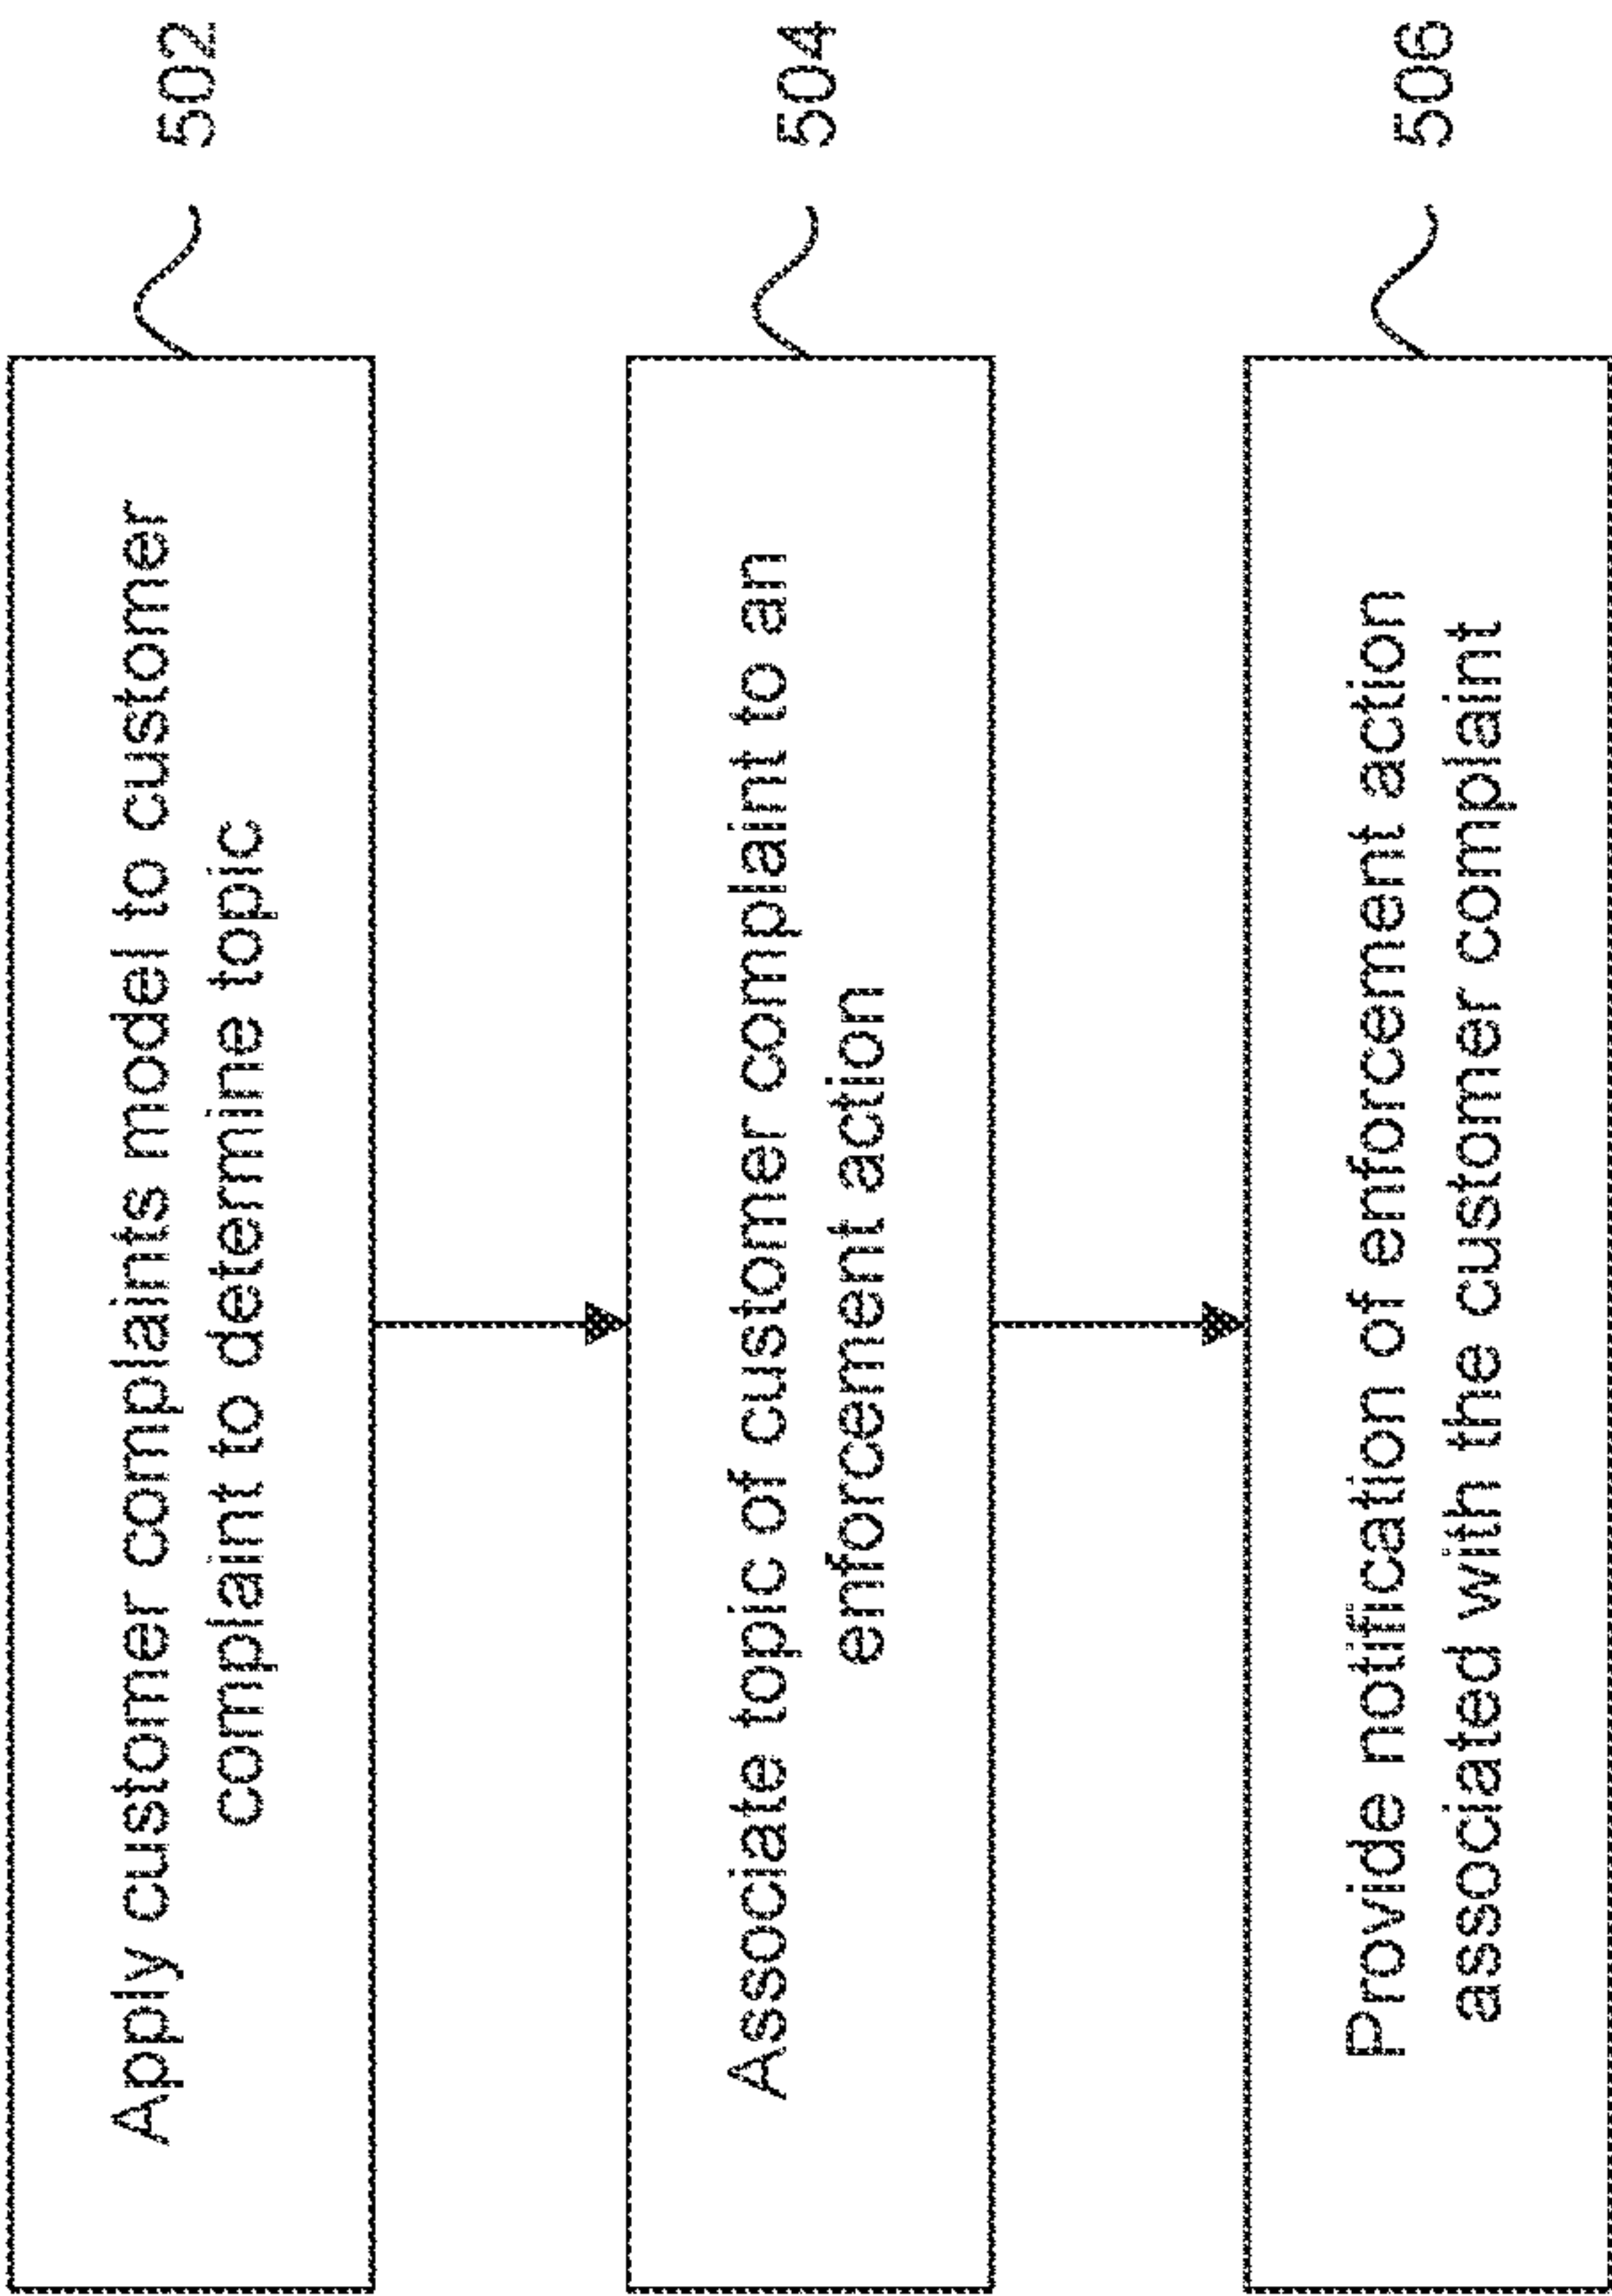 Apply customer complaints model to customer
complaint to determine topic
502
Associate topic of customer complaint to an
enforcement action
504
Provide notification of enforcement action
associated with the customer complaint
506